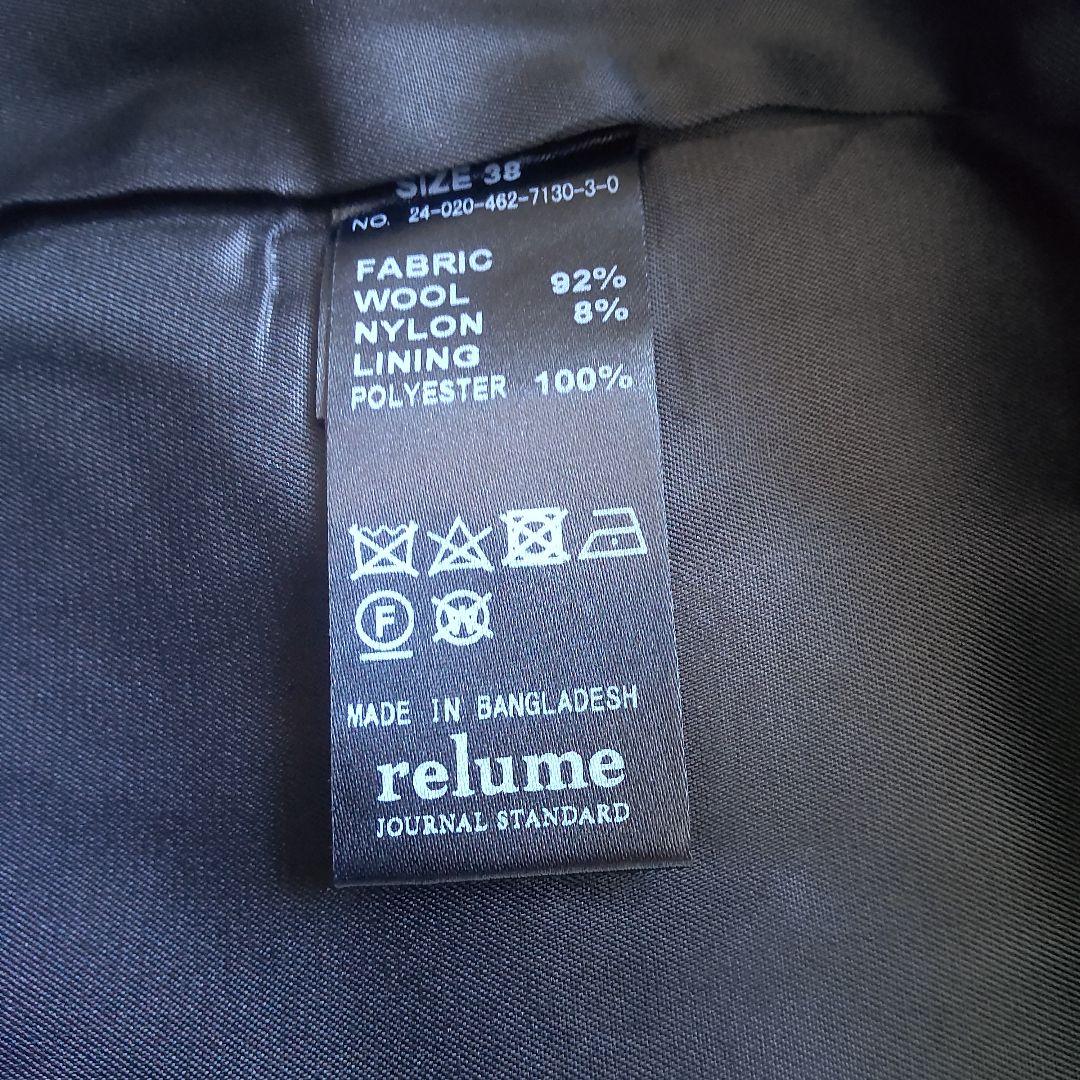 SIZE 38
NO. 24-020-462-7130-3-0
FABRIC
WOOL 92%
NYLON 8%
LINING
POLYESTER 100%
F W
MADE IN BANGLADESH
relume
JOURNAL STANDARD